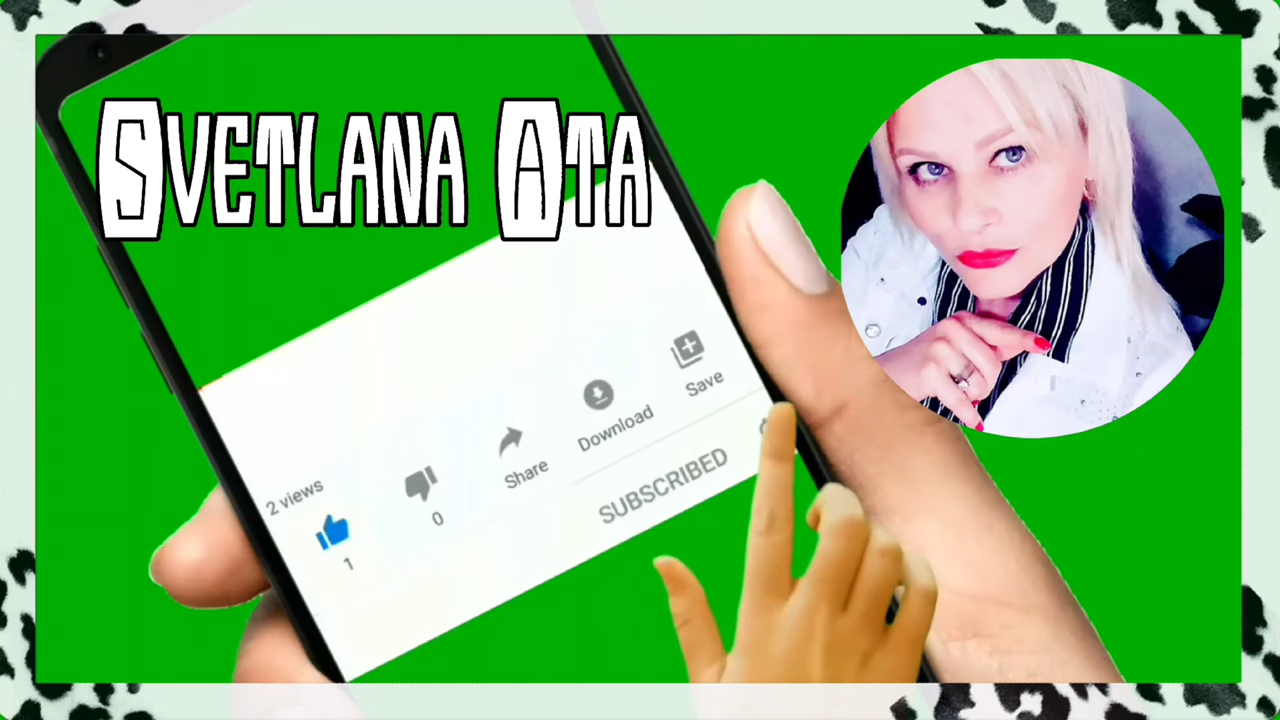 Svetlana Ata
Save
Download
Share
2 views
0
1
SUBSCRIBED